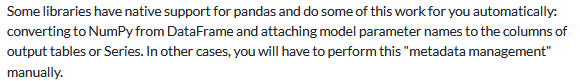 Some libraries have native support for pandas and do some of this work for you automatically:
converting to NumPy from DataFrame and attaching model parameter names to the columns of
output tables or Series. In other cases, you will have to perform this "metadata management"
manually.